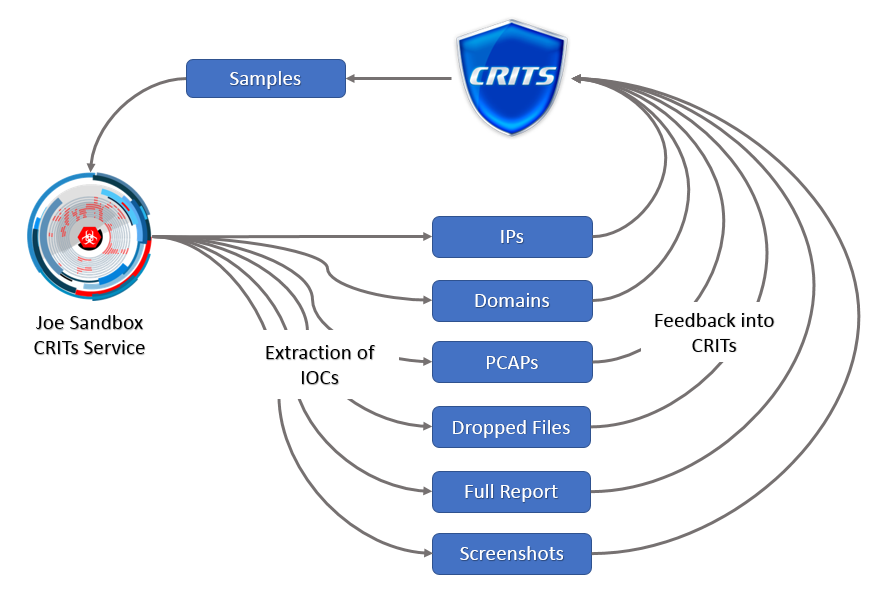 CRITS
Samples
Joe Sandbox
CRITs Service
IPs
Domains
Extraction of
IOCs
PCAPs
Feedback into
CRITs
Dropped Files
Full Report
Screenshots